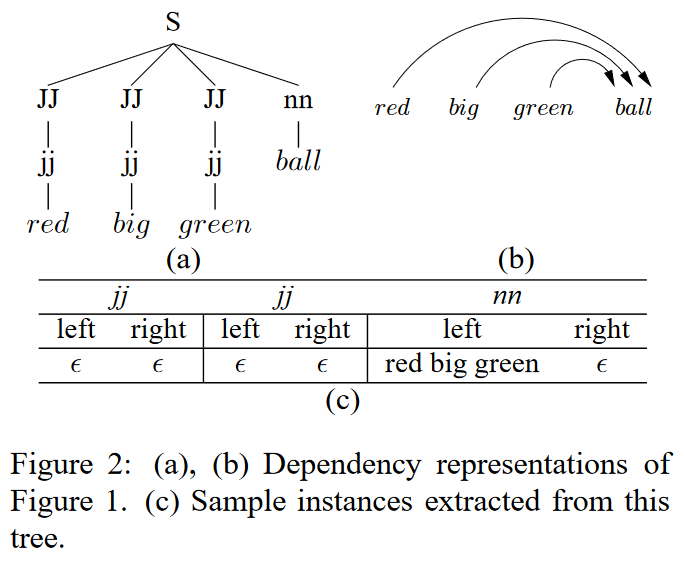 S
JJ JJ JJ nn
jj jj jj ball
red big green
(a)
red big green ball
(b)
jj jj nn
left right left right left right
ϵ ϵ ϵ ϵ red big green ϵ
(c)
Figure 2: (a), (b) Dependency representations of
Figure 1. (c) Sample instances extracted from this
tree.